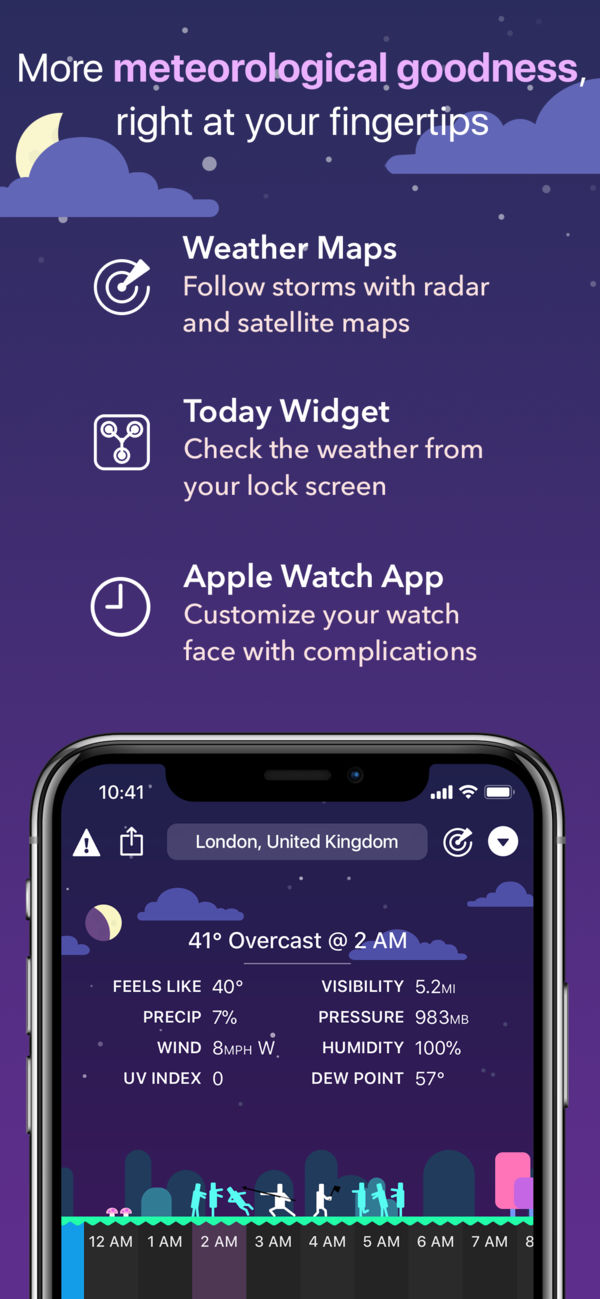 More meteorological goodness,
right at your fingertips
Weather Maps
Follow storms with radar
and satellite maps
Today Widget
Check the weather from
your lock screen
Apple Watch App
Customize your watch
face with complications
10:41
London, United Kingdom
41° Overcast @ 2 AM
FEELS LIKE 40° VISIBILITY 5.2MI
PRECIP 7% PRESSURE 983MB
WIND 8MPH W HUMIDITY 100%
UV INDEX 0 DEW POINT 57°
12 AM 1 AM 2 AM 3 AM 4 AM 5 AM 6 AM 7 AM 8